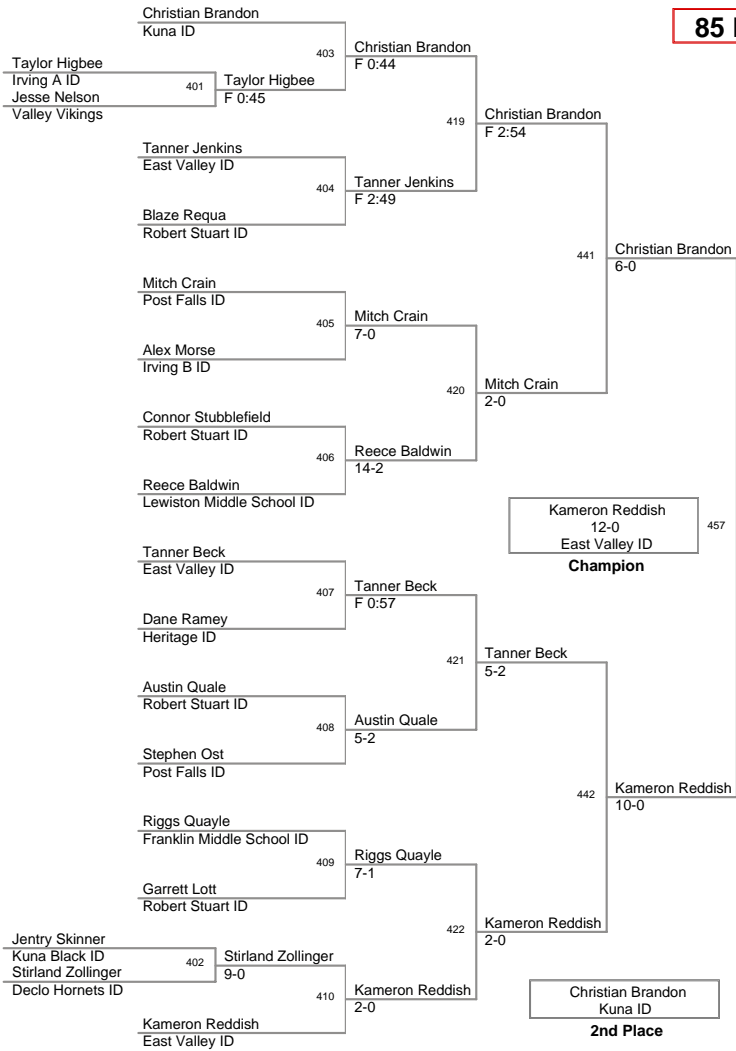 Christian Brandon
85
Kuna ID
403
Christian Brandon
F 0:44
Taylor Higbee
Irving A ID
401
Taylor Higbee
F 0:45
Jesse Nelson
Valley Vikings
419
Christian Brandon
F 2:54
Tanner Jenkins
East Valley ID
404
Tanner Jenkins
F 2:49
Blaze Requa
Robert Stuart ID
441
Christian Brandon
6-0
Mitch Crain
Post Falls ID
405
Mitch Crain
7-0
Alex Morse
Irving B ID
420
Mitch Crain
2-0
Connor Stubblefield
Robert Stuart ID
406
Reece Baldwin
14-2
Reece Baldwin
Lewiston Middle School ID
Kameron Reddish
12-0
East Valley ID
457
Champion
Tanner Beck
East Valley ID
407
Tanner Beck
F 0:57
Dane Ramey
Heritage ID
421
Tanner Beck
5-2
Austin Quale
Robert Stuart ID
408
Austin Quale
5-2
Stephen Ost
Post Falls ID
442
Kameron Reddish
10-0
Riggs Quayle
Franklin Middle School ID
409
Riggs Quayle
7-1
Garrett Lott
Robert Stuart ID
422
Kameron Reddish
2-0
Jentry Skinner
Kuna Black ID
402
Stirland Zollinger
9-0
Stirland Zollinger
Declo Hornets ID
410
Kameron Reddish
2-0
Kameron Reddish
East Valley ID
Christian Brandon
Kuna ID
2nd Place